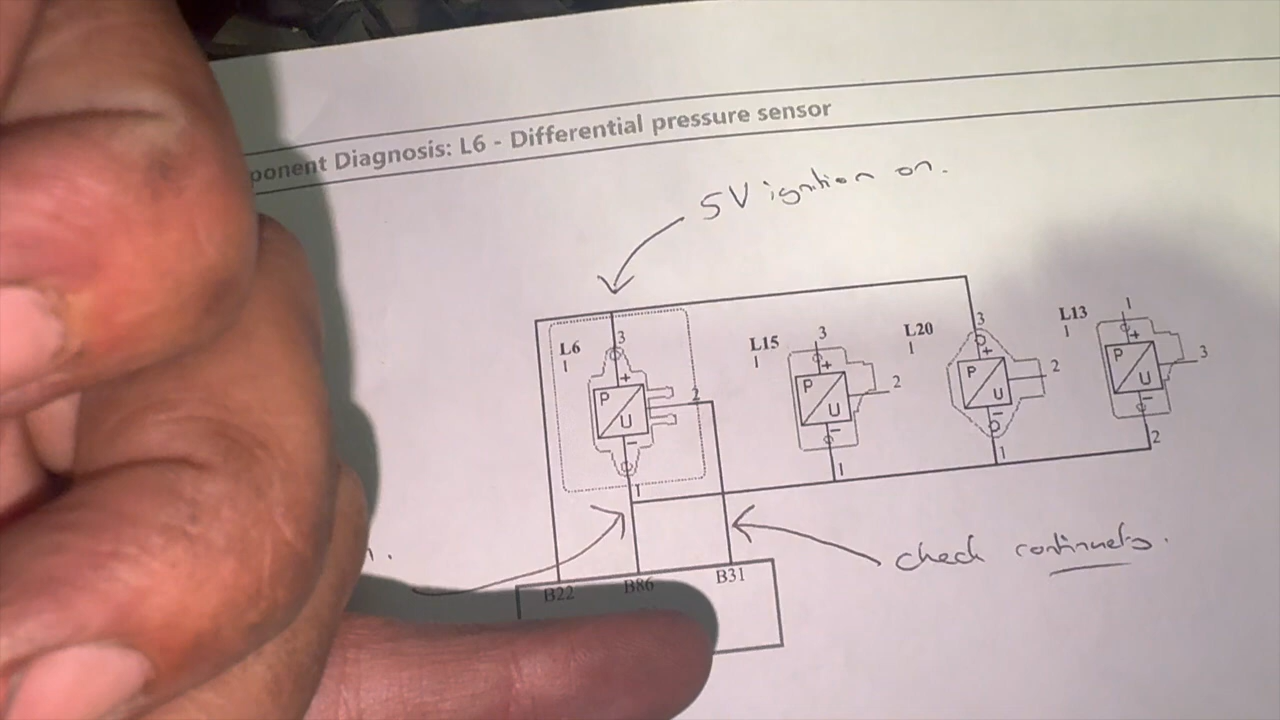 ponent Diagnosis: L6 - Differential pressure sensor
5V ignition on.
L6
1
3
+
P
U
-
2
1
L15
1
3
+
P
U
-
2
1
L20
1
3
+
P
U
-
2
1
L13
1
1
+
P
U
-
3
2
check continuety.
B22 B86 B31